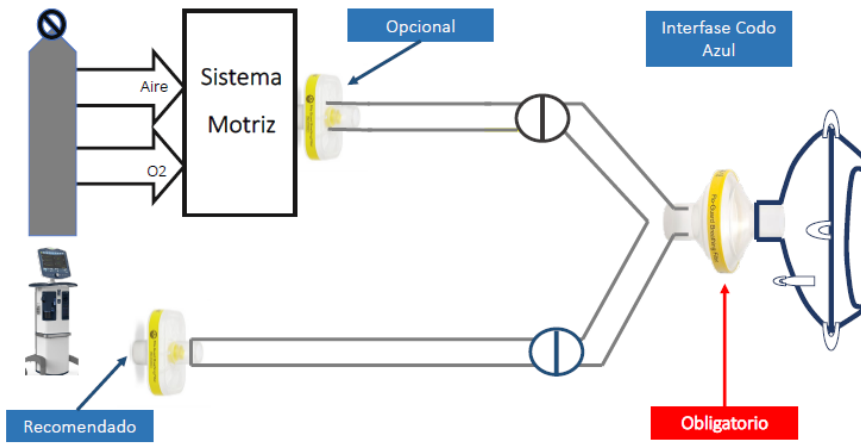 Opcional
Interfase Codo
Azul
Sistema
Motriz
Aire
O2
Recomendado
Obligatorio